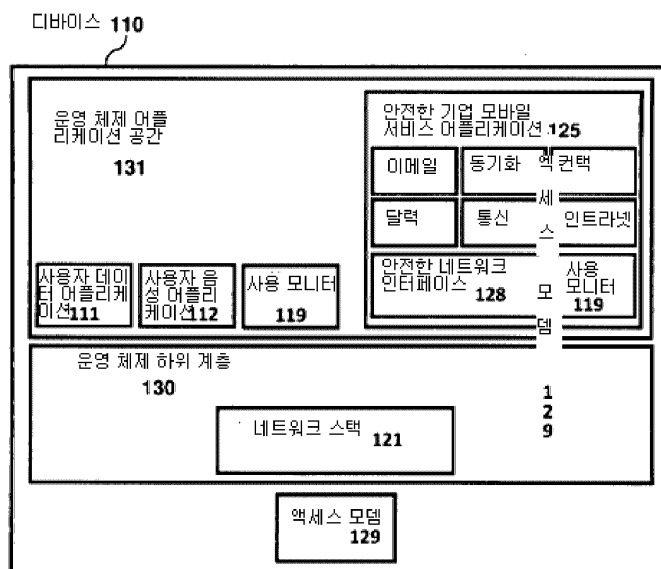 디바이스 110
운영 체제 어플
리케이션 공간
131
안전한 기업 모바일
서비스 어플리케이션 125
이메일
동기화
컨택
달력
통신
인트라넷
안전한 네트워크
인터페이스 128
사용
모니터
119
액
세
스
모
뎀
1
2
9
사용자 데이
터 어플리케
이션 111
사용자 음
성 어플리
케이션 112
사용 모니터
119
운영 체제 하위 계층
130
네트워크 스택 121
액세스 모뎀
129